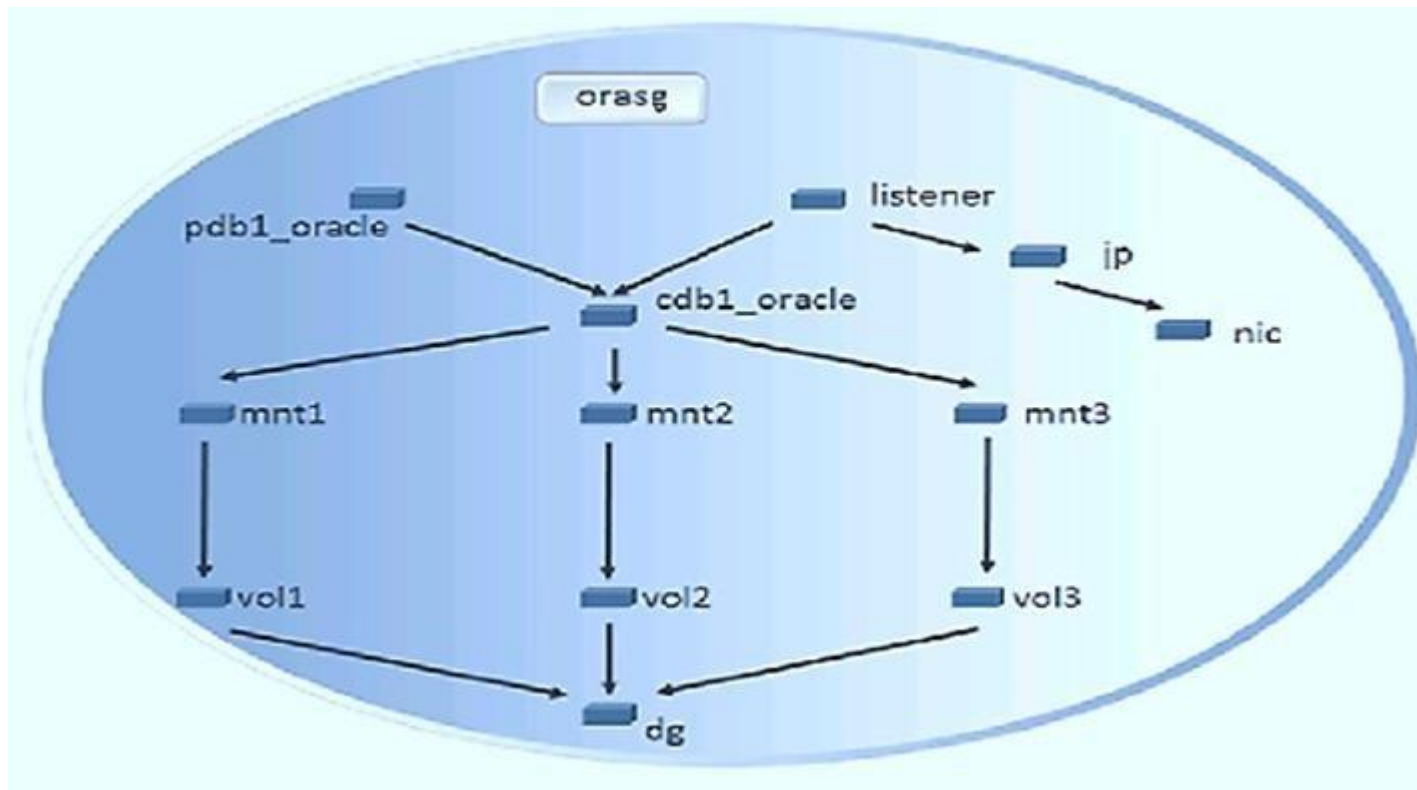 orasg
pdb1_oracle
listener
ip
cdb1_oracle
nic
mnt1
mnt2
mnt3
vol1
vol2
vol3
dg